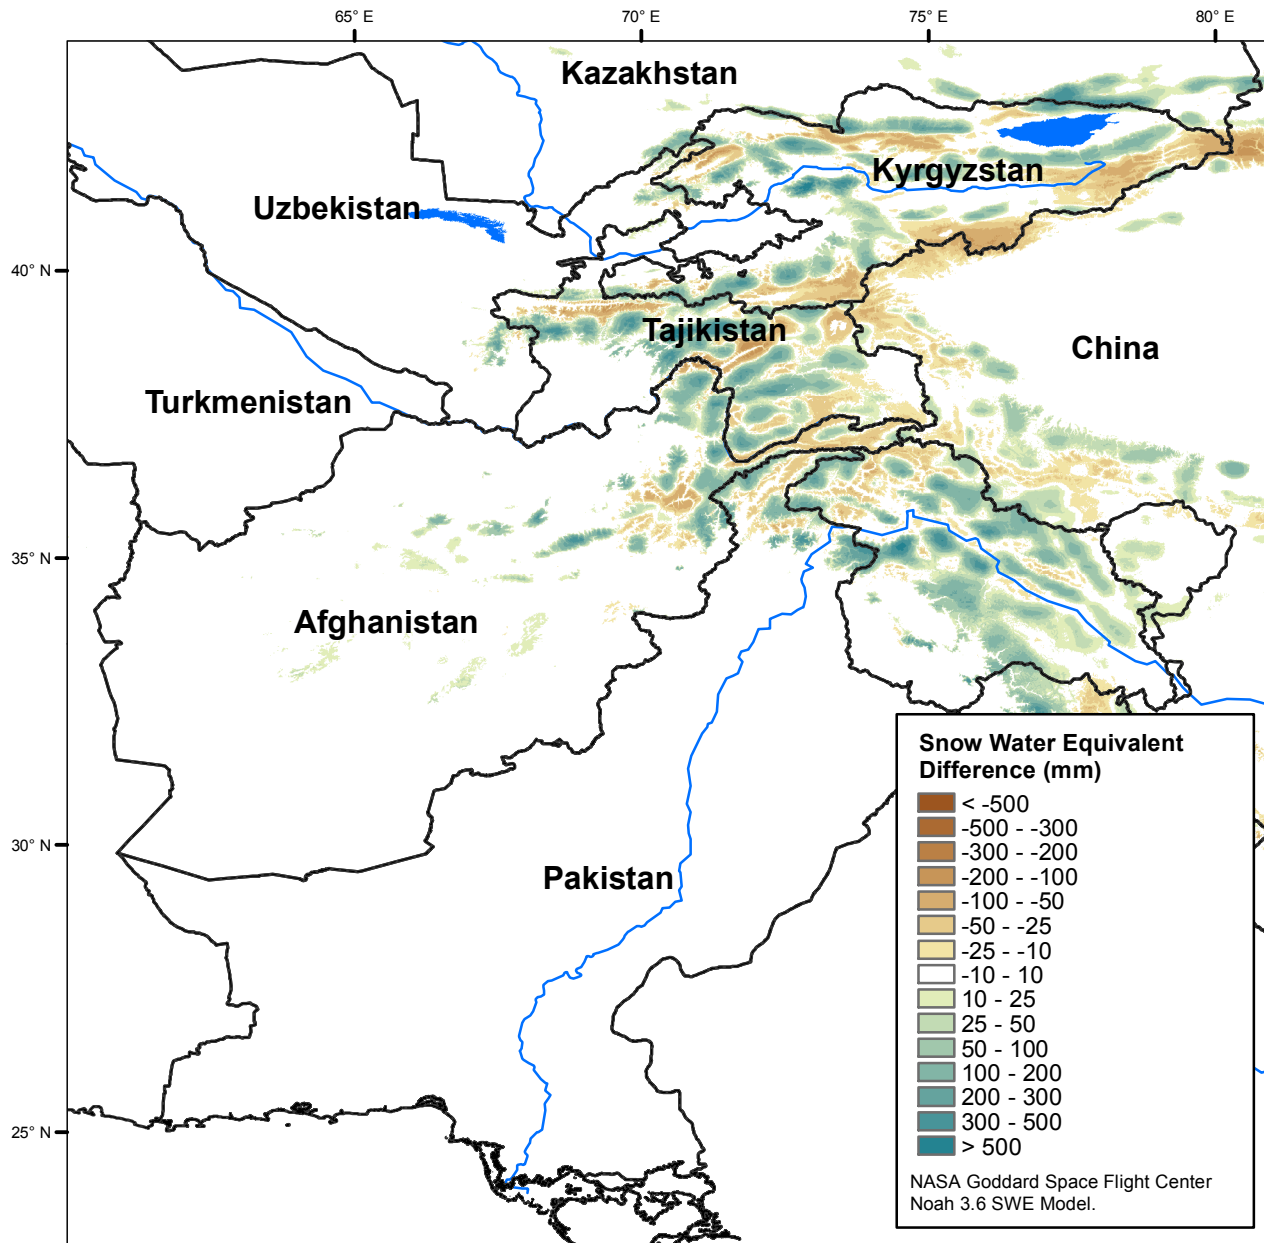 65° E
70° E
75° E
80° E
Kazakhstan
Kyrgyzstan
Uzbekistan
40° N
Tajikistan
China
Turkmenistan
35° N
Afghanistan
Snow Water Equivalent
Difference (mm)
< -500
-500 - -300
-300 - -200
-200 - -100
-100 - -50
-50 - -25
-25 - -10
-10 - 10
10 - 25
25 - 50
50 - 100
100 - 200
200 - 300
300 - 500
> 500
NASA Goddard Space Flight Center
Noah 3.6 SWE Model.
30° N
Pakistan
25° N